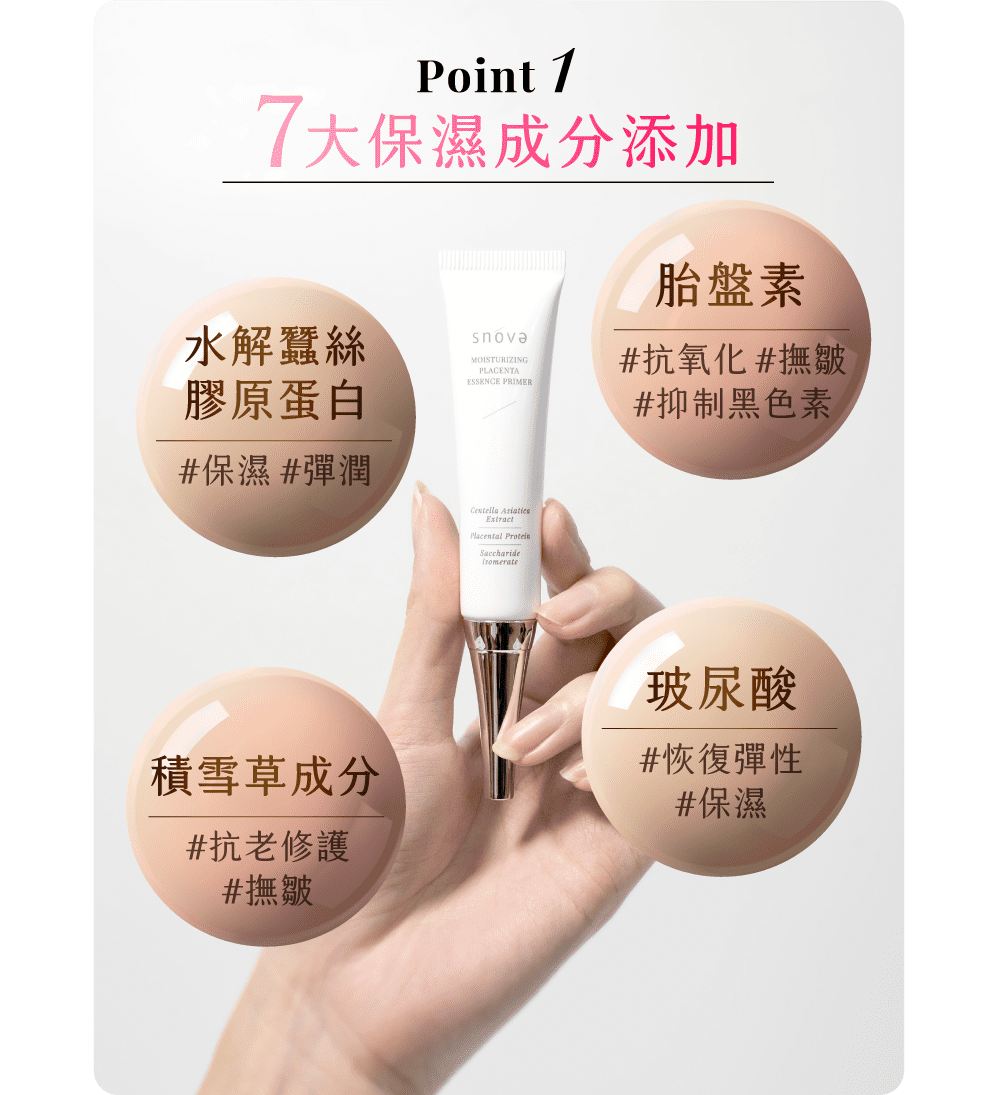 Point 1
7大保濕成分添加
胎盤素
#抗氧化 #撫皺
#抑制黑色素
水解蠶絲
膠原蛋白
#保濕 #彈潤
snóvə
MOISTURIZING
PLACENTA
ESSENCE PRIMER
Centella Asiatica
Extract
Placental Protein
Saccharide
Isomerate
玻尿酸
#恢復彈性
#保濕
積雪草成分
#抗老修護
#撫皺